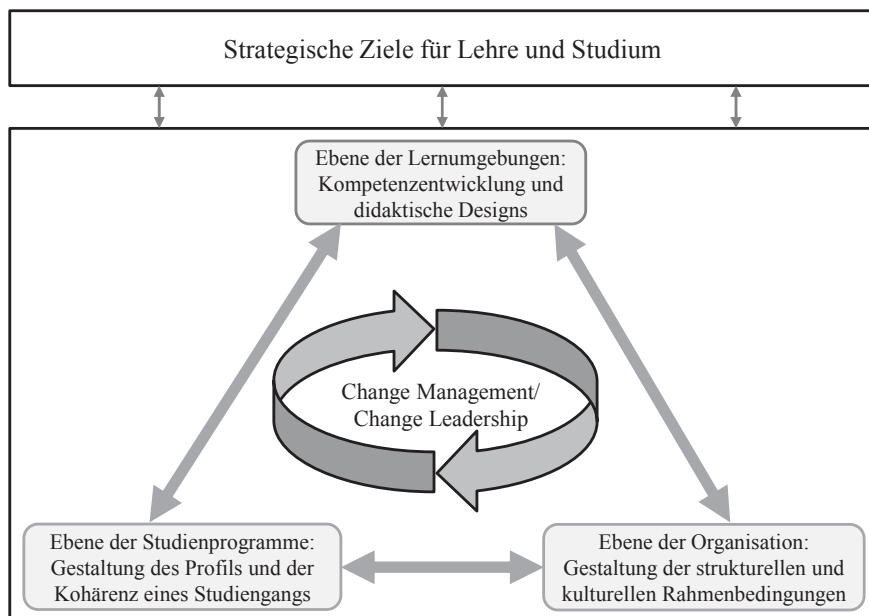 Strategische Ziele für Lehre und Studium
Ebene der Lernumgebungen:
Kompetenzentwicklung und
didaktische Designs
Change Management/
Change Leadership
Ebene der Studienprogramme:
Gestaltung des Profils und der
Kohärenz eines Studiengangs
Ebene der Organisation:
Gestaltung der strukturellen und
kulturellen Rahmenbedingungen